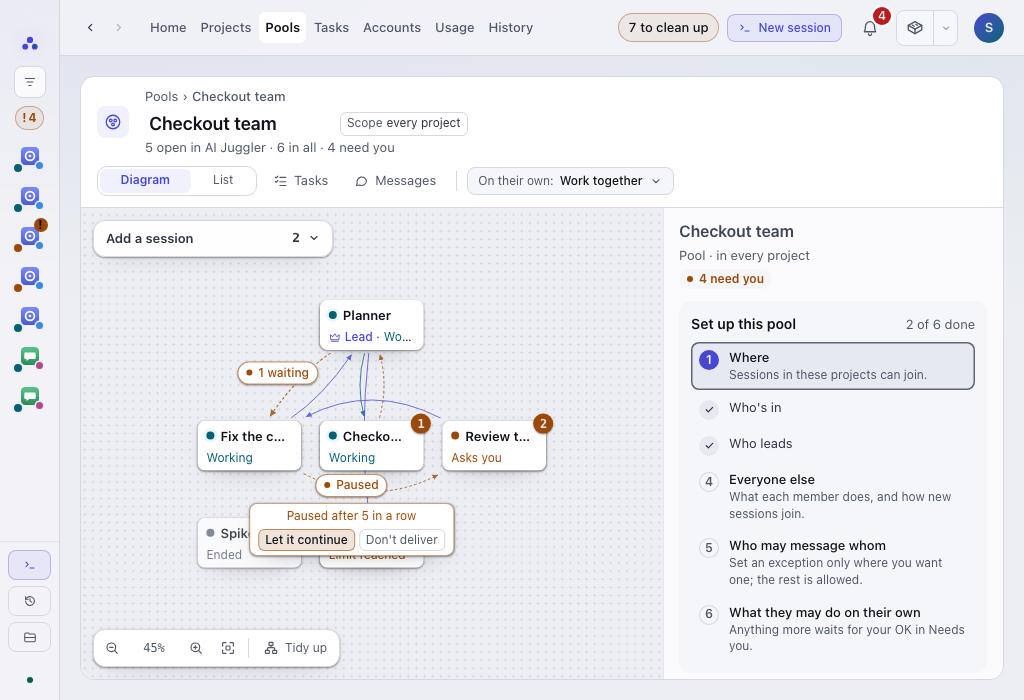 Home
Projects
Pools
Tasks
Accounts
Usage
History
7 to clean up
New session
4
S
! 4
!
Pools › Checkout team
Checkout team
Scope every project
5 open in AI Juggler · 6 in all · 4 need you
Diagram
List
Tasks
Messages
On their own: Work together
Add a session
2
Planner
Lead · Wo...
1 waiting
Fix the c...
Working
Checko...
Working
1
Review t...
Asks you
2
Paused
Paused after 5 in a row
Let it continue
Don't deliver
Ended
45%
Tidy up
Checkout team
Pool · in every project
4 need you
Set up this pool
2 of 6 done
1
Where
Sessions in these projects can join.
Who's in
Who leads
4
Everyone else
What each member does, and how new
sessions join.
5
Who may message whom
Set an exception only where you want
one; the rest is allowed.
6
What they may do on their own
Anything more waits for your OK in Needs
you.